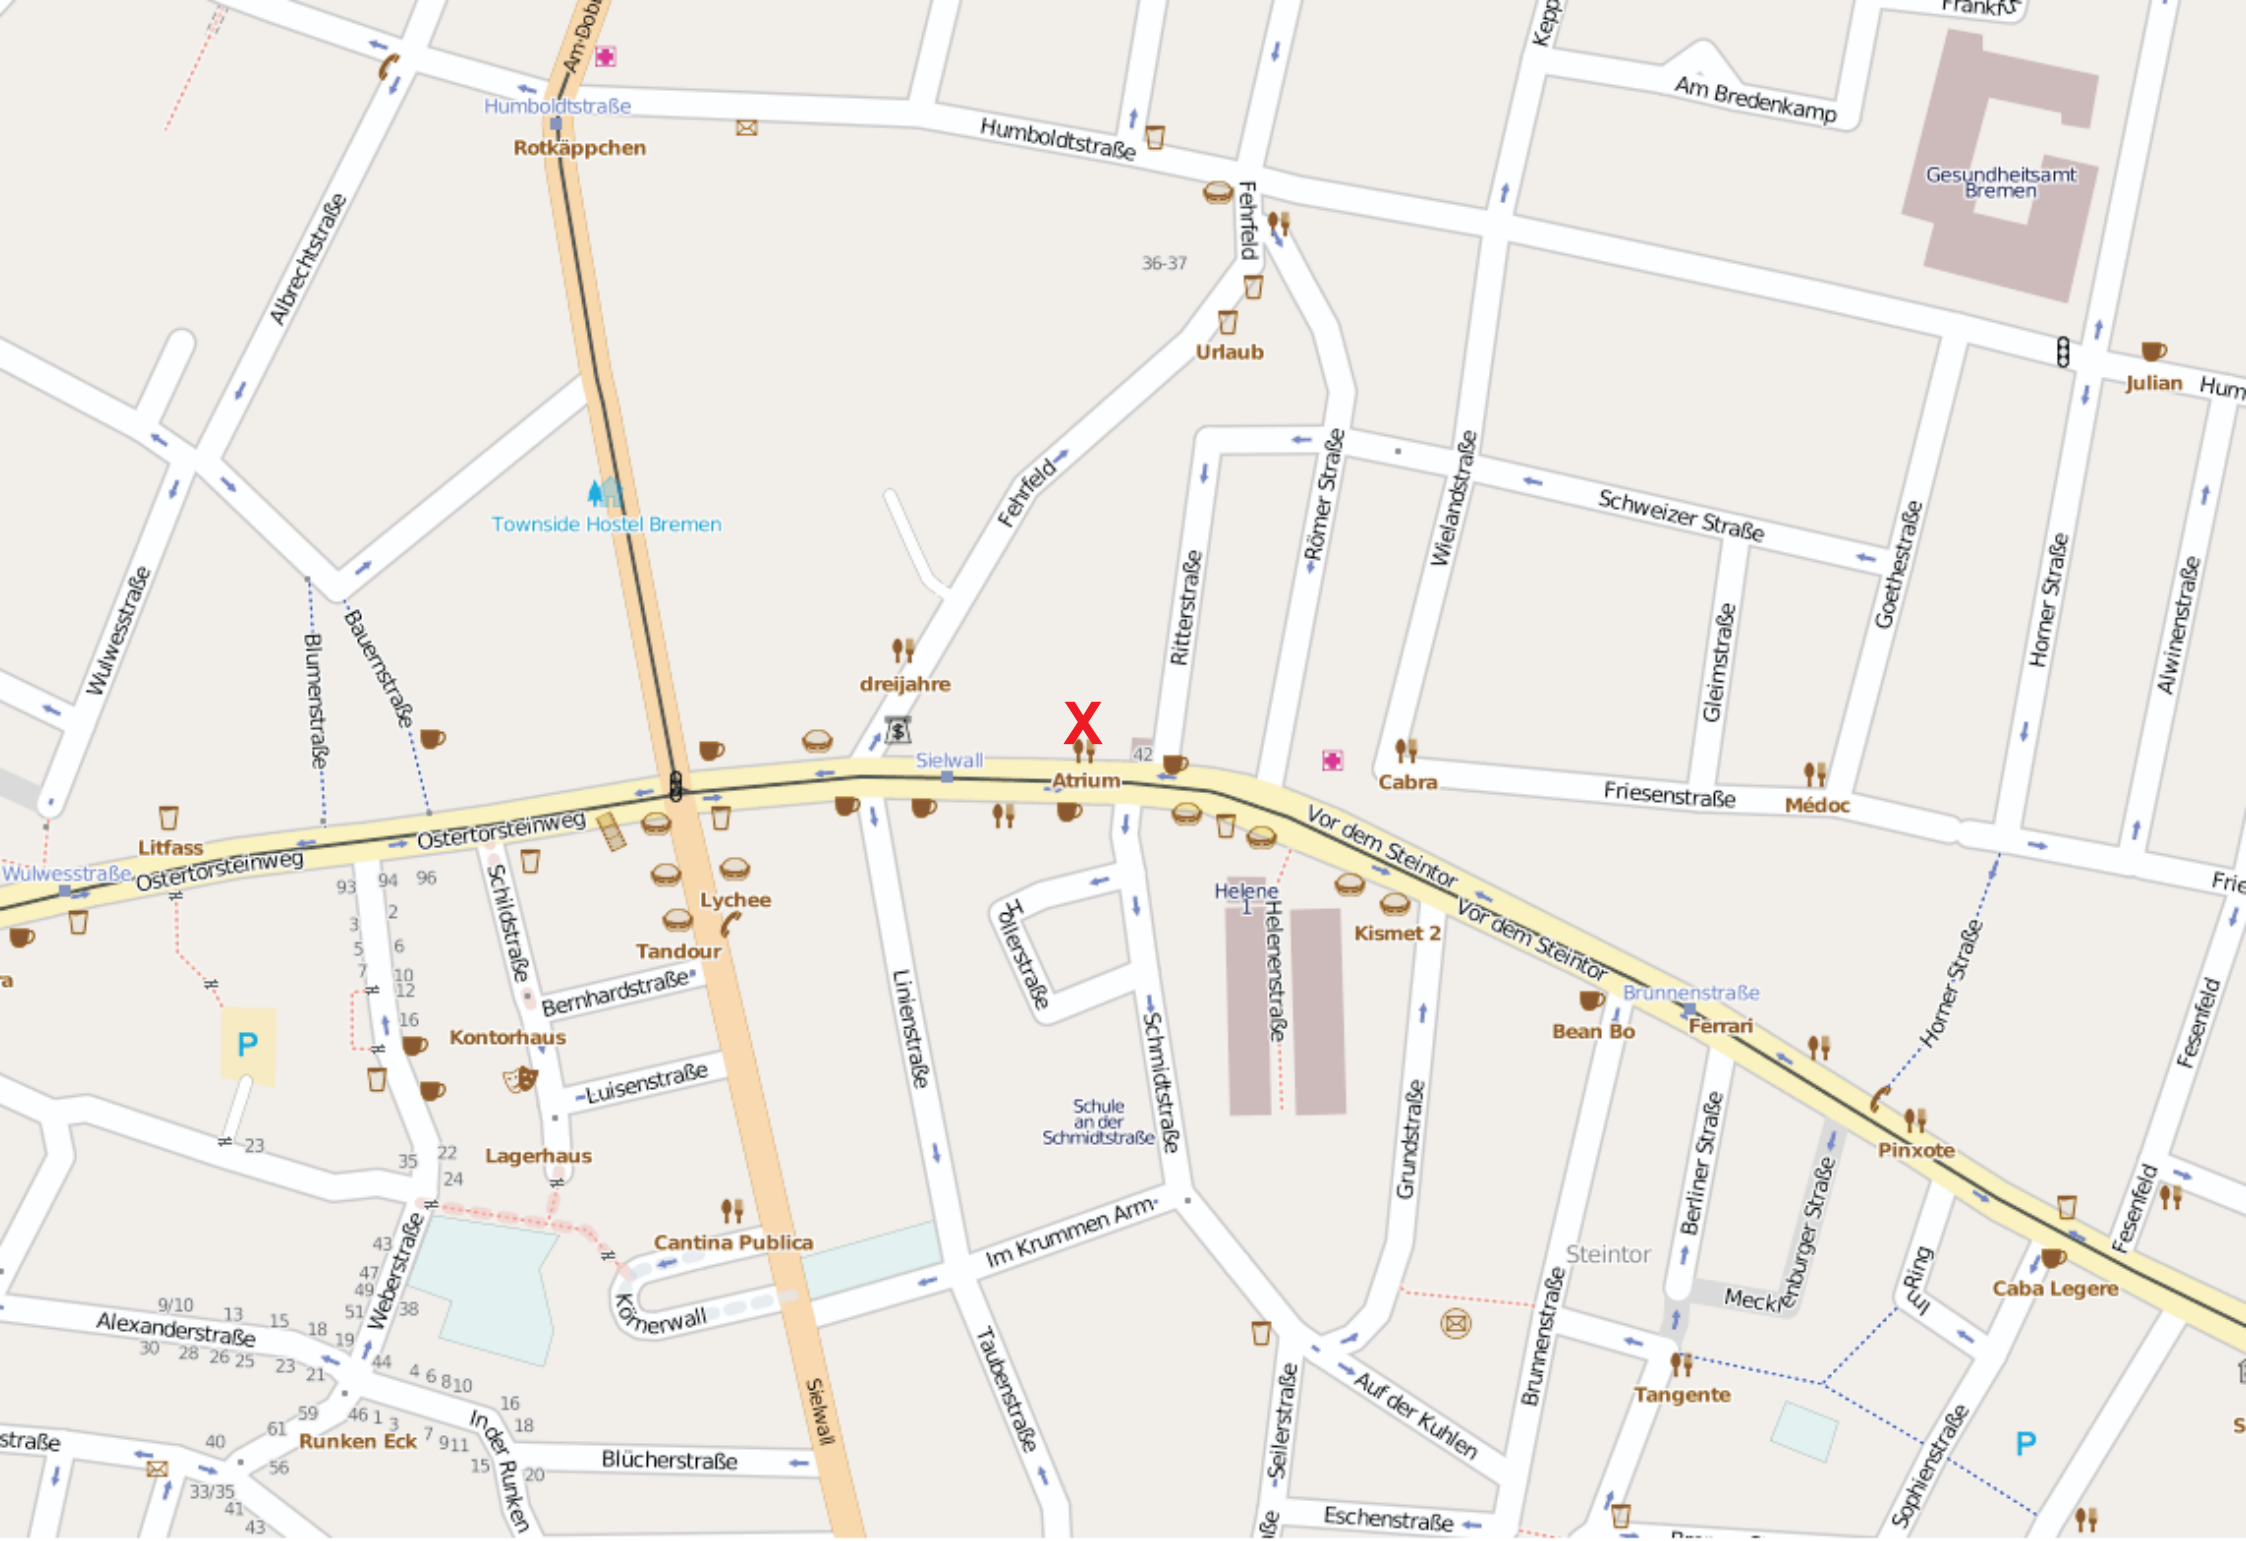 Am Dobb
Kepp
Frankfs
Am Bredenkamp
Humboldtstraße
Rotkäppchen
Humboldtstraße
Gesundheitsamt
Bremen
Fehrfeld
36-37
Albrechtstraße
Urlaub
Julian
Hum
Townside Hostel Bremen
Fehrfeld
Römer Straße
Wielandstraße
Schweizer Straße
Goethestraße
Horner Straße
Alwinenstraße
Ritterstraße
Gleimstraße
Wulwesstraße
Blumenstraße
Bauernstraße
dreijahre
X
42
Sielwall
Atrium
Cabra
Friesenstraße
Médoc
Litfass
Ostertorsteinweg
Ostertorsteinweg
Wulwesstraße
Vor dem Steintor
Vor dem Steintor
93
94
96
2
3
5
6
7
10
12
16
Schildstraße
Lychee
Tandour
Helene
1
Helenenstraße
Kismet 2
Frie
Höllerstraße
ra
Bernhardstraße
Linienstraße
Schmidtstraße
Horner Straße
Fesenfeld
Brunnenstraße
Ferrari
Bean Bo
P
Kontorhaus
Luisenstraße
Schule
an der
Schmidtstraße
Grundstraße
Berliner Straße
Mecklenburger Straße
Pinxote
23
35
22
24
Lagerhaus
Cantina Publica
Im Krummen Arm
Steintor
Im Ring
Fesenfeld
Caba Legere
43
47
49
51
38
Weberstraße
Körnerwall
9/10
13
15
18
19
Alexanderstraße
30
28
26
25
23
21
44
4
6
8
10
16
18
Taubenstraße
Sielwall
Seilerstraße
Auf der Kuhlen
Brunnenstraße
Tangente
Sophienstraße
P
S
59
46
1
3
7
9
11
15
20
61
Runken Eck
In der Runken
straße
40
56
33/35
41
43
Blücherstraße
Eschenstraße
ße